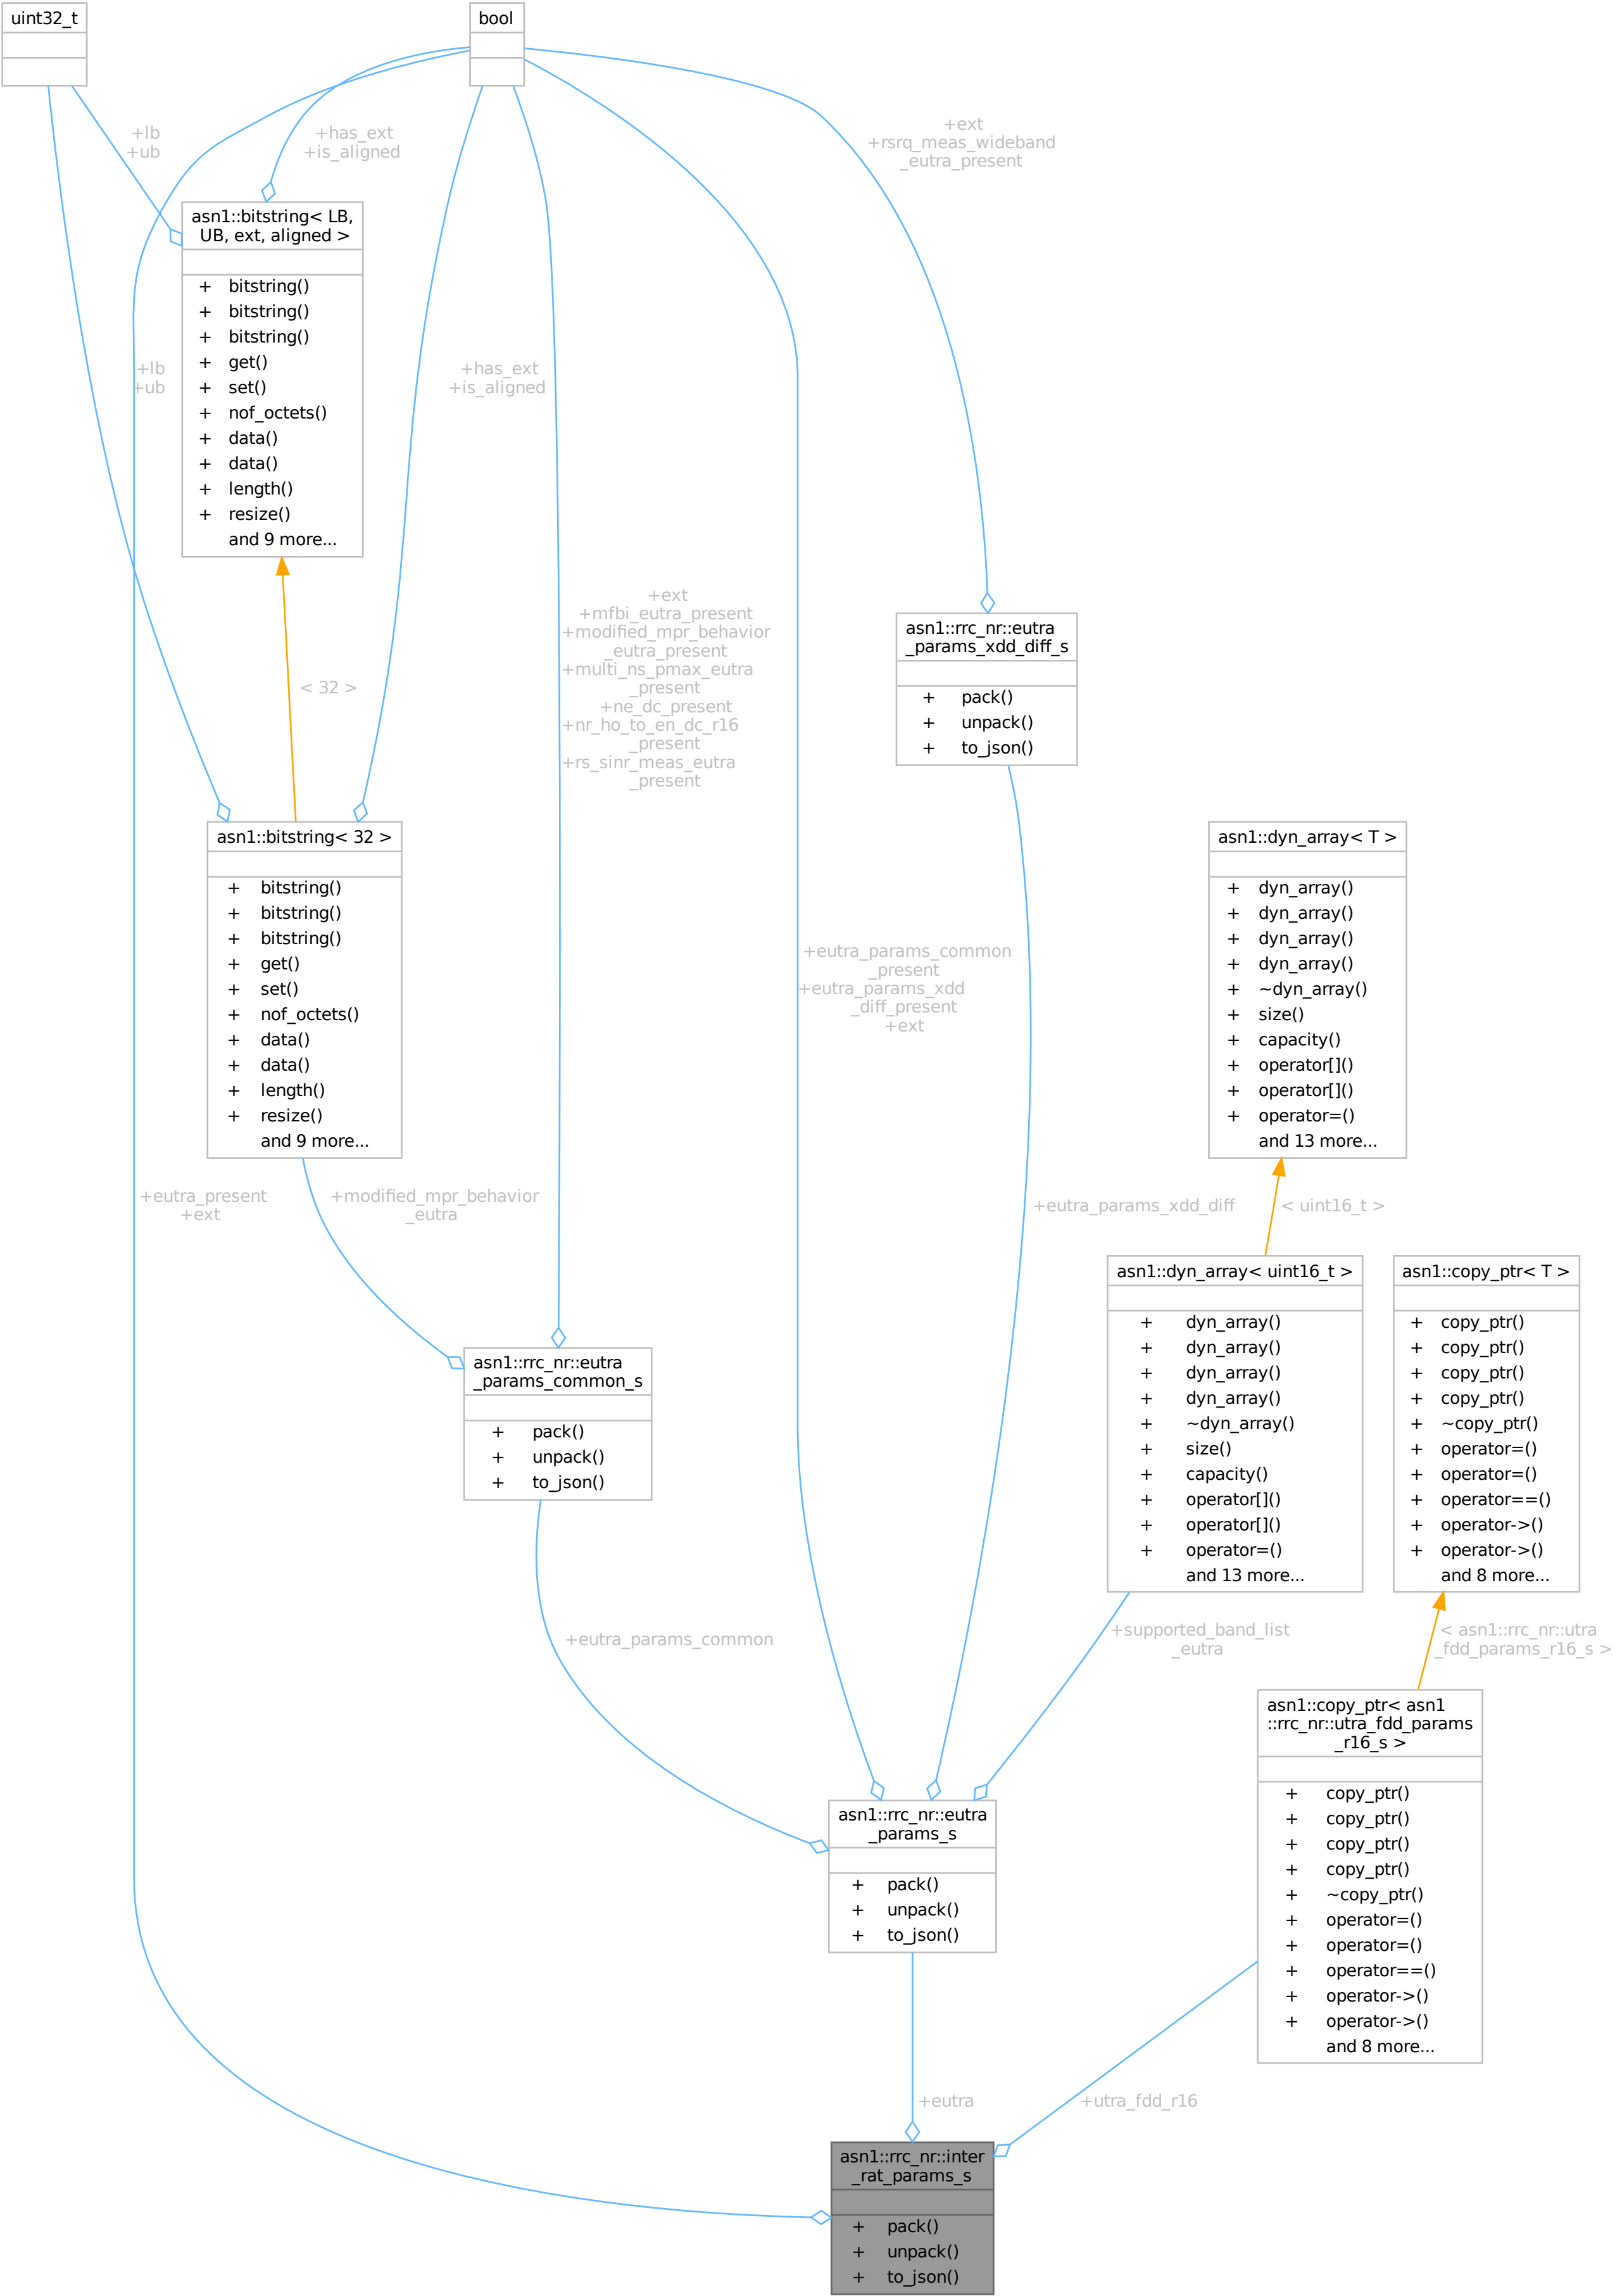 uint32_t
bool
+lb
+ub
+has_ext
+is_aligned
+ext
+rsrq_meas_wideband
_eutra_present
asn1::bitstring< LB,
UB, ext, aligned >
+ bitstring()
+ bitstring()
+ bitstring()
+ get()
+ set()
+ nof_octets()
+ data()
+ data()
+ length()
+ resize()
and 9 more...
+lb
+ub
+has_ext
+is_aligned
< 32 >
+ext
+mfbi_eutra_present
+modified_mpr_behavior
_eutra_present
+multi_ns_pmax_eutra
_present
+ne_dc_present
+nr_ho_to_en_dc_r16
_present
+rs_sinr_meas_eutra
_present
asn1::rrc_nr::eutra
_params_xdd_diff_s
+ pack()
+ unpack()
+ to_json()
asn1::bitstring< 32 >
+ bitstring()
+ bitstring()
+ bitstring()
+ get()
+ set()
+ nof_octets()
+ data()
+ data()
+ length()
+ resize()
and 9 more...
+eutra_params_common
_present
+eutra_params_xdd
_diff_present
+ext
asn1::dyn_array< T >
+ dyn_array()
+ dyn_array()
+ dyn_array()
+ dyn_array()
+ ~dyn_array()
+ size()
+ capacity()
+ operator[]()
+ operator[]()
+ operator=()
and 13 more...
+eutra_present
+ext
+modified_mpr_behavior
_eutra
+eutra_params_xdd_diff
< uint16_t >
asn1::rrc_nr::eutra
_params_common_s
+ pack()
+ unpack()
+ to_json()
asn1::dyn_array< uint16_t >
+ dyn_array()
+ dyn_array()
+ dyn_array()
+ dyn_array()
+ ~dyn_array()
+ size()
+ capacity()
+ operator[]()
+ operator[]()
+ operator=()
and 13 more...
asn1::copy_ptr< T >
+ copy_ptr()
+ copy_ptr()
+ copy_ptr()
+ copy_ptr()
+ ~copy_ptr()
+ operator=()
+ operator=()
+ operator==()
+ operator->()
+ operator->()
and 8 more...
+eutra_params_common
+supported_band_list
_eutra
< asn1::rrc_nr::utra
_fdd_params_r16_s >
asn1::rrc_nr::eutra
_params_s
+ pack()
+ unpack()
+ to_json()
asn1::copy_ptr< asn1
::rrc_nr::utra_fdd_params
_r16_s >
+ copy_ptr()
+ copy_ptr()
+ copy_ptr()
+ copy_ptr()
+ ~copy_ptr()
+ operator=()
+ operator=()
+ operator==()
+ operator->()
+ operator->()
and 8 more...
+eutra
+utra_fdd_r16
asn1::rrc_nr::inter
_rat_params_s
+ pack()
+ unpack()
+ to_json()